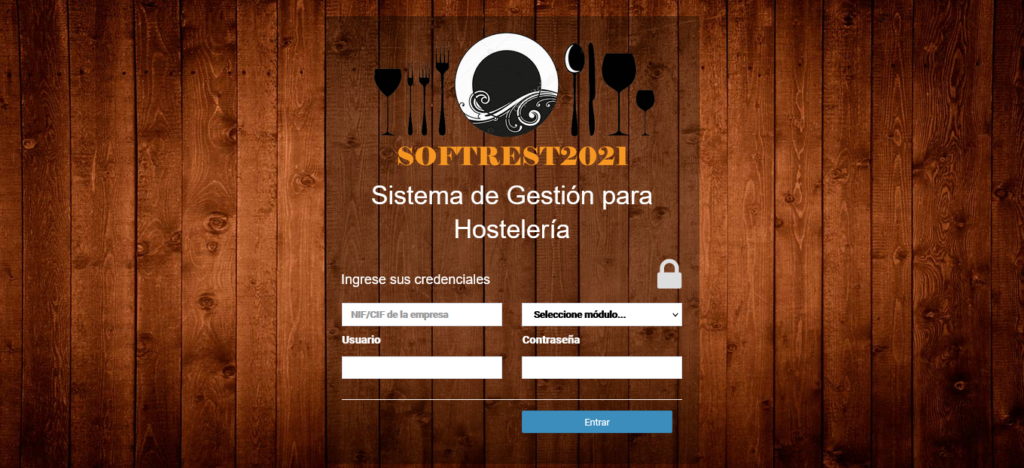 SOFTREST2021
Sistema de Gestión para
Hostelería
Ingrese sus credenciales
NIF/CIF de la empresa
Seleccione módulo...
Usuario
Contraseña
Entrar